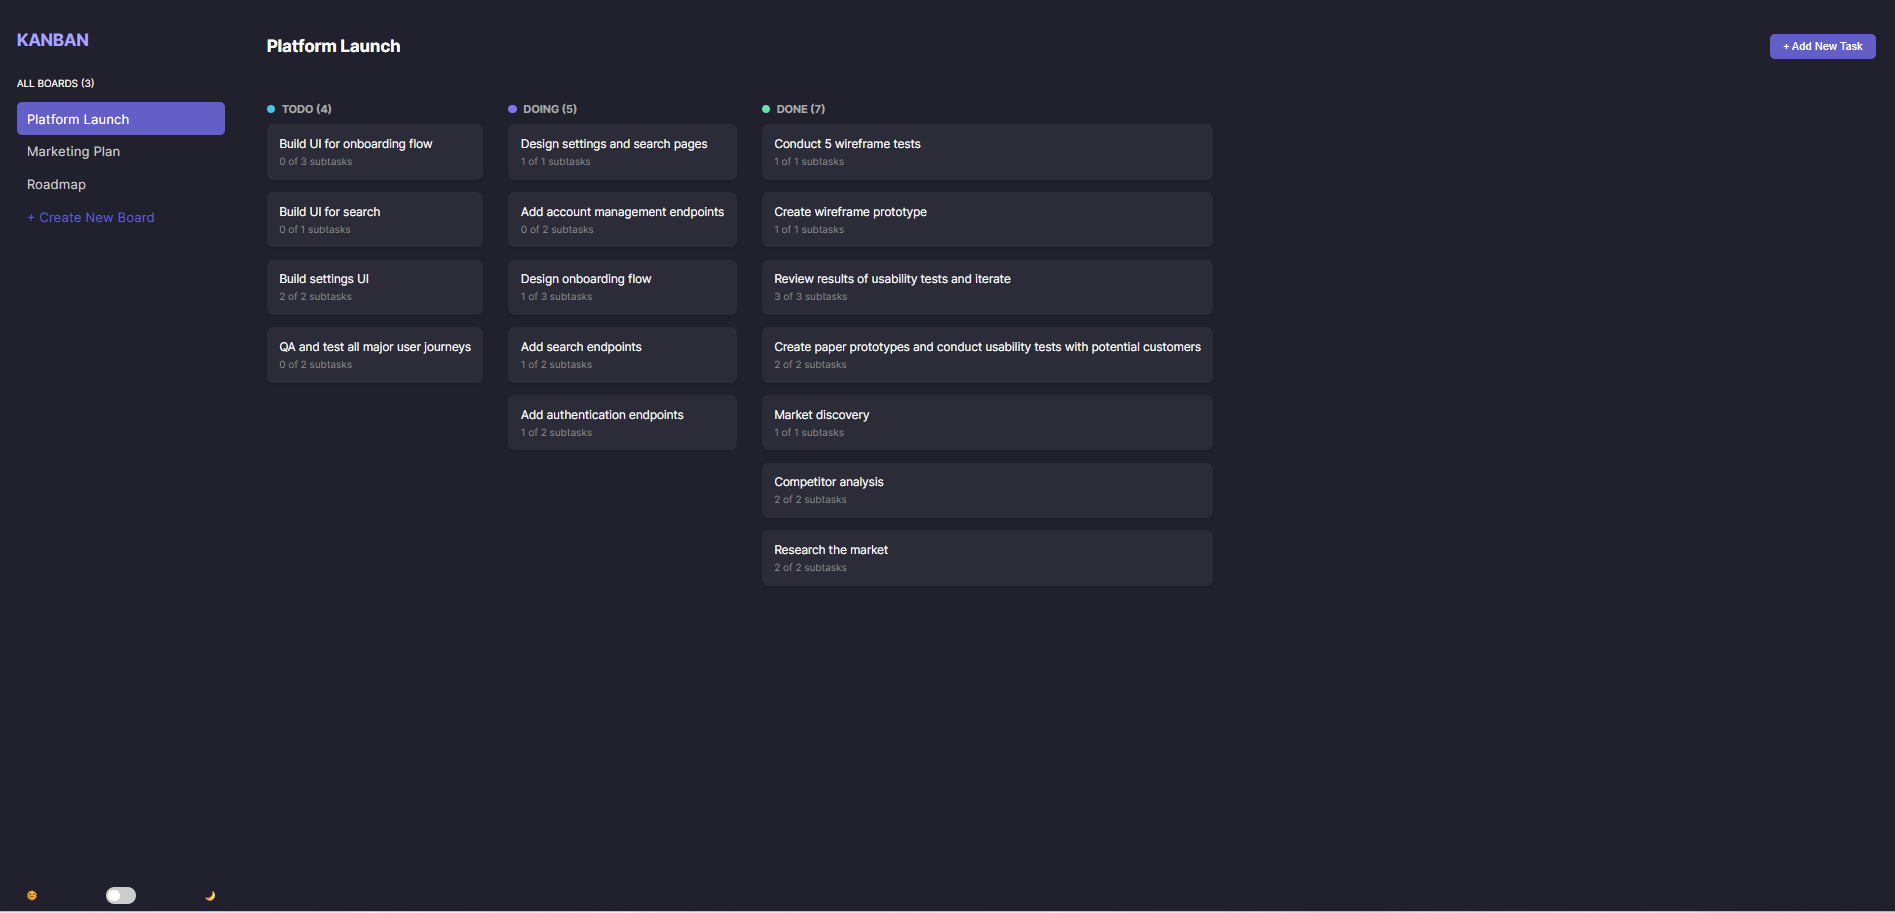 KANBAN
ALL BOARDS (3)
Platform Launch
Marketing Plan
Roadmap
+ Create New Board
Platform Launch
+ Add New Task
TODO (4)
Build UI for onboarding flow
0 of 3 subtasks
Build UI for search
0 of 1 subtasks
Build settings UI
2 of 2 subtasks
QA and test all major user journeys
0 of 2 subtasks
DOING (5)
Design settings and search pages
1 of 1 subtasks
Add account management endpoints
0 of 2 subtasks
Design onboarding flow
1 of 3 subtasks
Add search endpoints
1 of 2 subtasks
Add authentication endpoints
1 of 2 subtasks
DONE (7)
Conduct 5 wireframe tests
1 of 1 subtasks
Create wireframe prototype
1 of 1 subtasks
Review results of usability tests and iterate
3 of 3 subtasks
Create paper prototypes and conduct usability tests with potential customers
2 of 2 subtasks
Market discovery
1 of 1 subtasks
Competitor analysis
2 of 2 subtasks
Research the market
2 of 2 subtasks